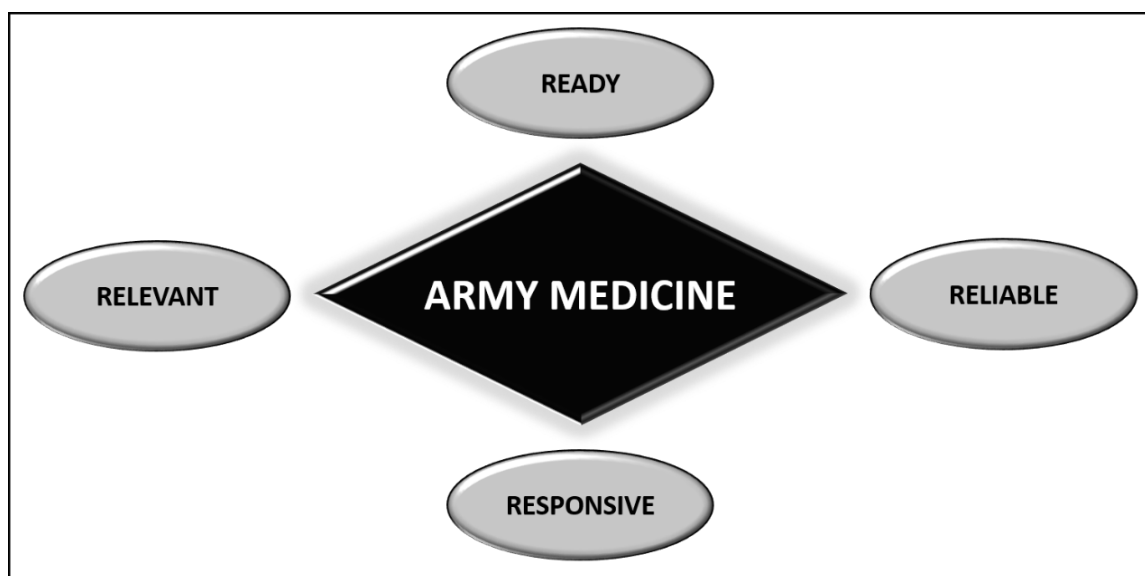 READY
RELEVANT
ARMY MEDICINE
RELIABLE
RESPONSIVE